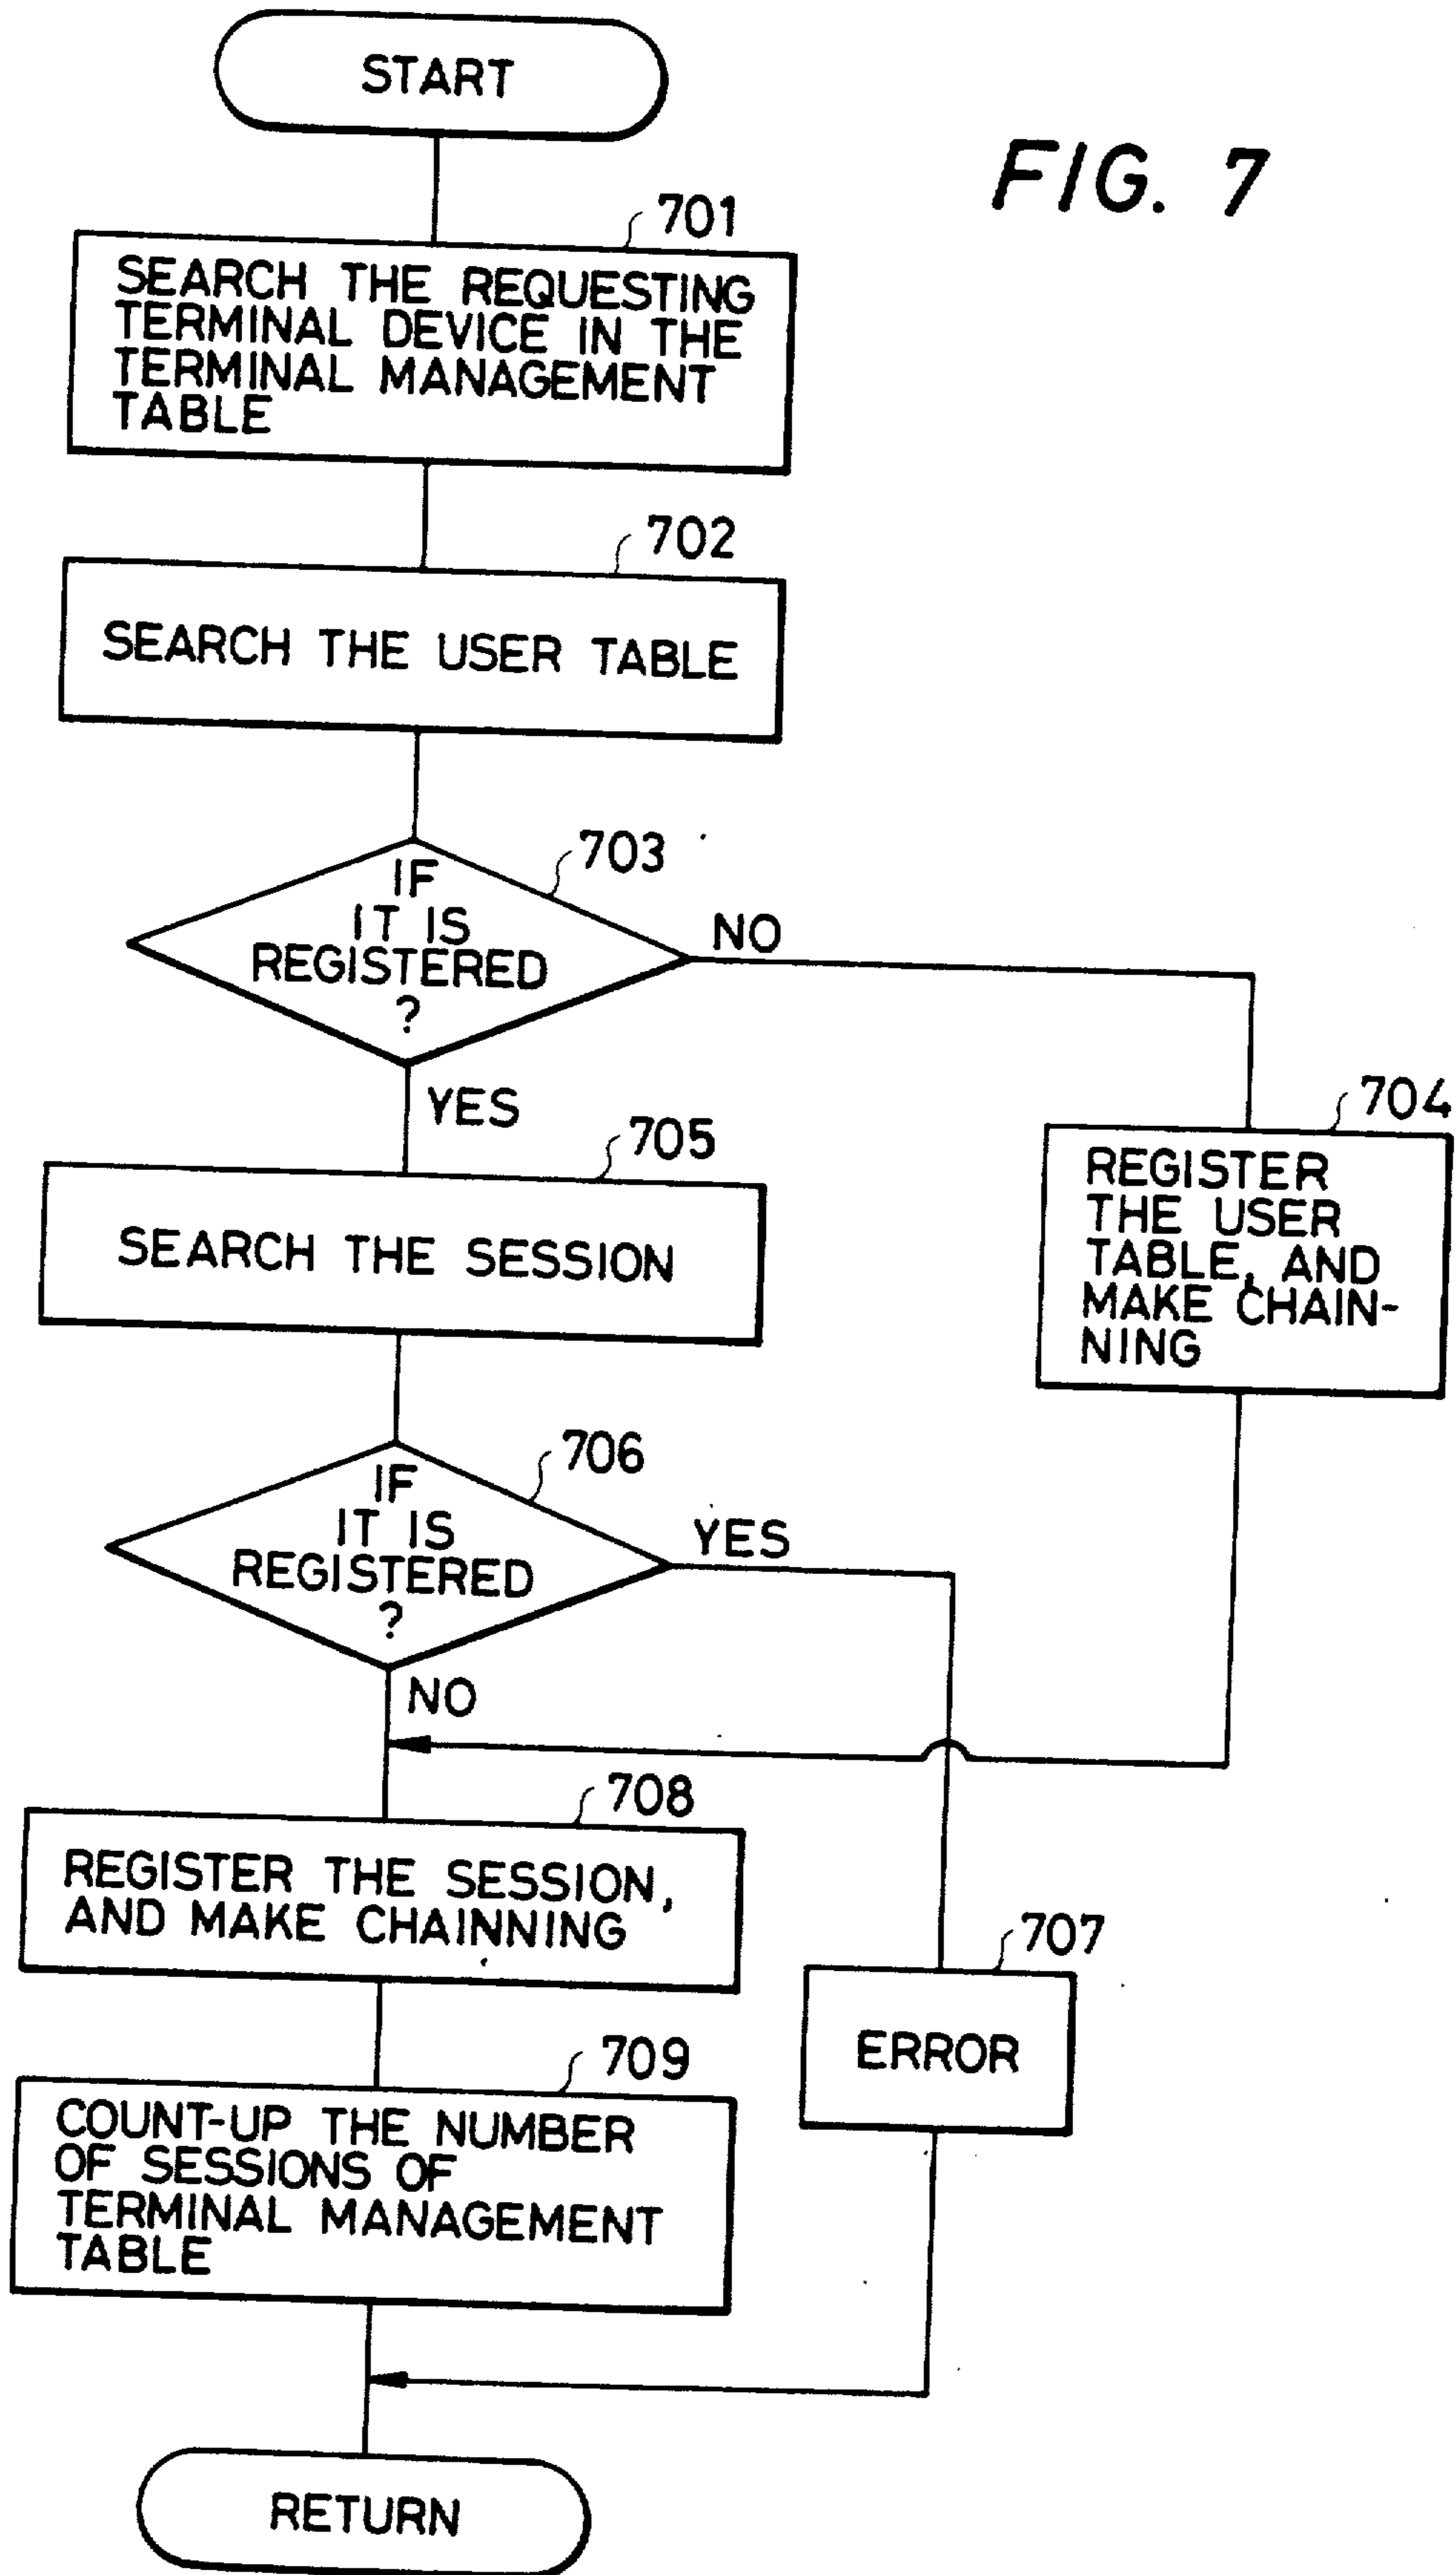 START
FIG. 7
701
SEARCH THE REQUESTING
TERMINAL DEVICE IN THE
TERMINAL MANAGEMENT
TABLE
702
SEARCH THE USER TABLE
703
IF
IT IS
REGISTERED
?
NO
YES
704
REGISTER
THE USER
TABLE, AND
MAKE CHAIN-
NING
705
SEARCH THE SESSION
706
IF
IT IS
REGISTERED
?
YES
NO
708
REGISTER THE SESSION,
AND MAKE CHAINNING
707
ERROR
709
COUNT-UP THE NUMBER
OF SESSIONS OF
TERMINAL MANAGEMENT
TABLE
RETURN